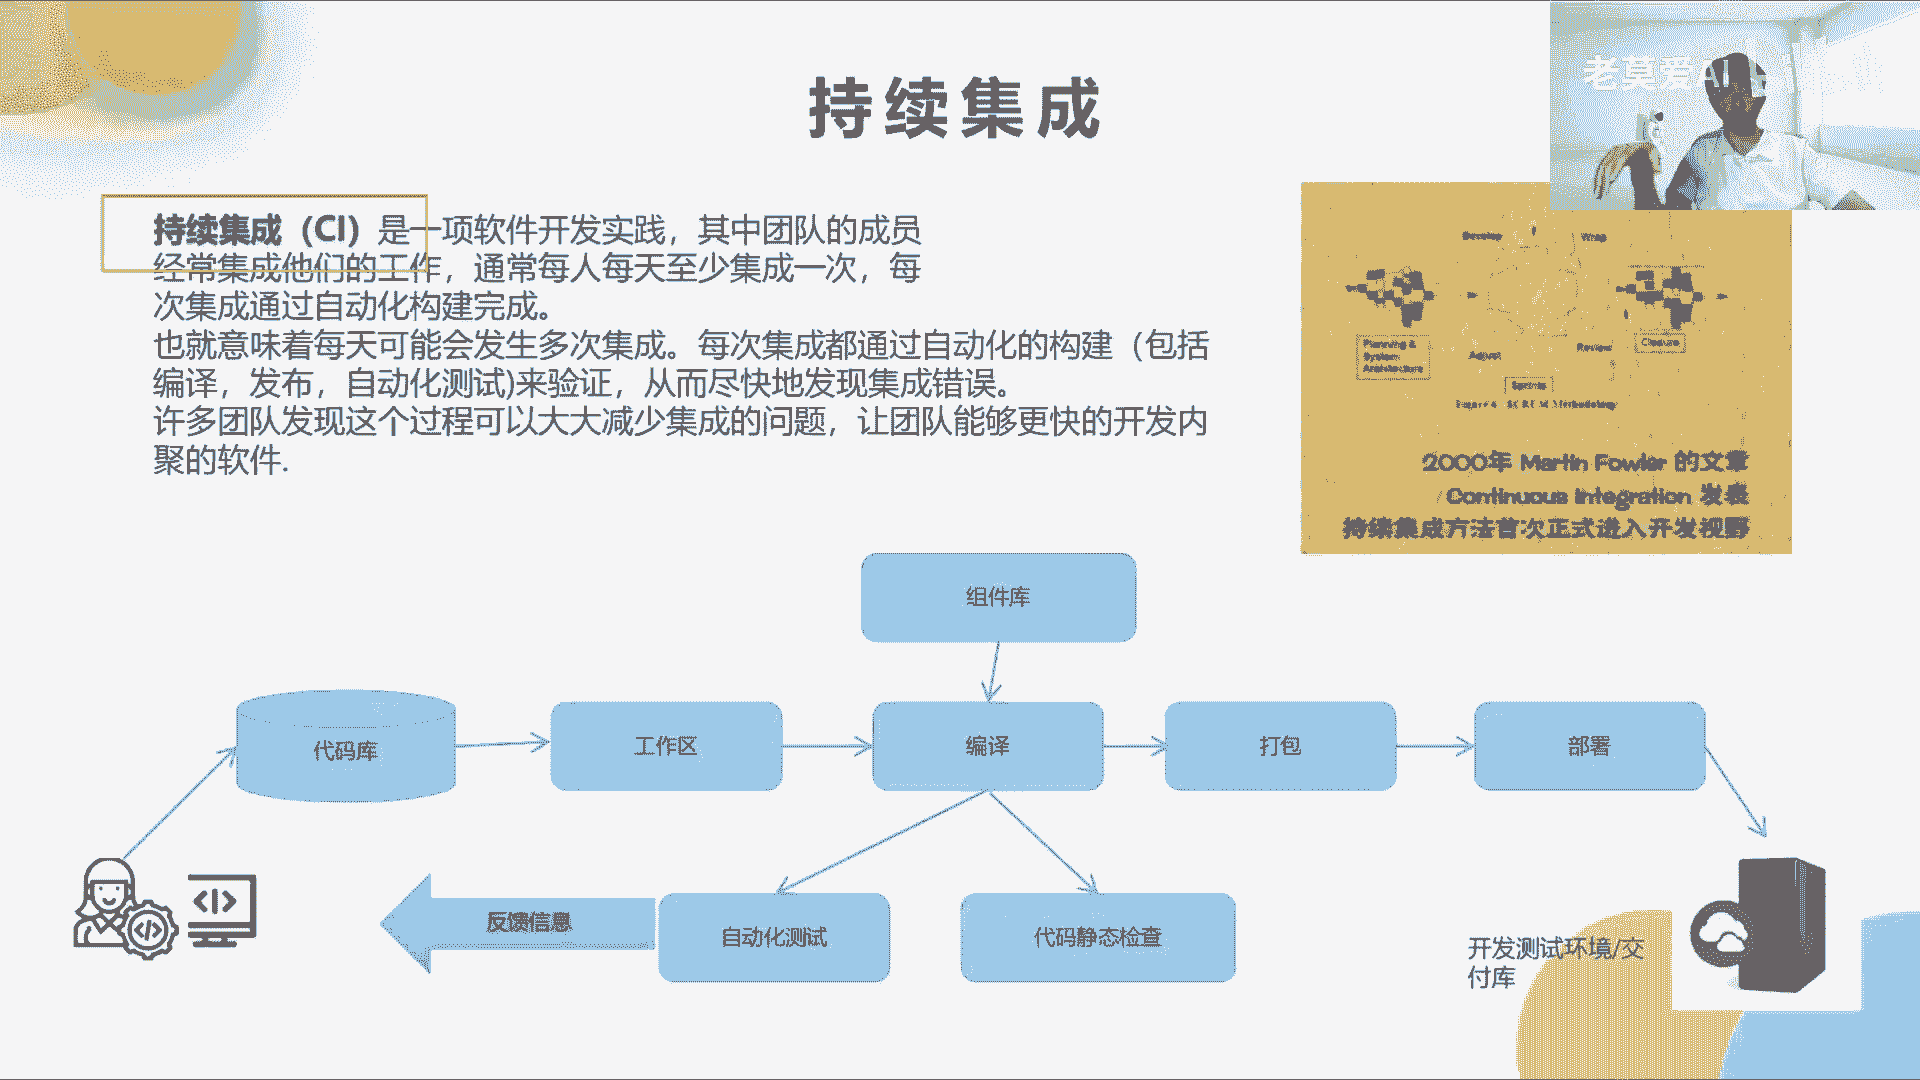 持续集成
老莫爱AI
持续集成（CI）是一项软件开发实践，其中团队的成员
经常集成他们的工作，通常每人每天至少集成一次，每
次集成通过自动化构建完成。
也就意味着每天可能会发生多次集成。每次集成都通过自动化的构建（包括
编译，发布，自动化测试)来验证，从而尽快地发现集成错误。
许多团队发现这个过程可以大大减少集成的问题，让团队能够更快的开发内
聚的软件.
Develop
Wrap
Planning &
System
Architecture
Adjust
Review
Closure
Sprints
Methodology
2000年 Martin Fowler 的文章
Continuous Integration 发表
持续集成方法首次正式进入开发视野
组件库
代码库
工作区
编译
打包
部署
反馈信息
自动化测试
代码静态检查
开发测试环境/交
付库